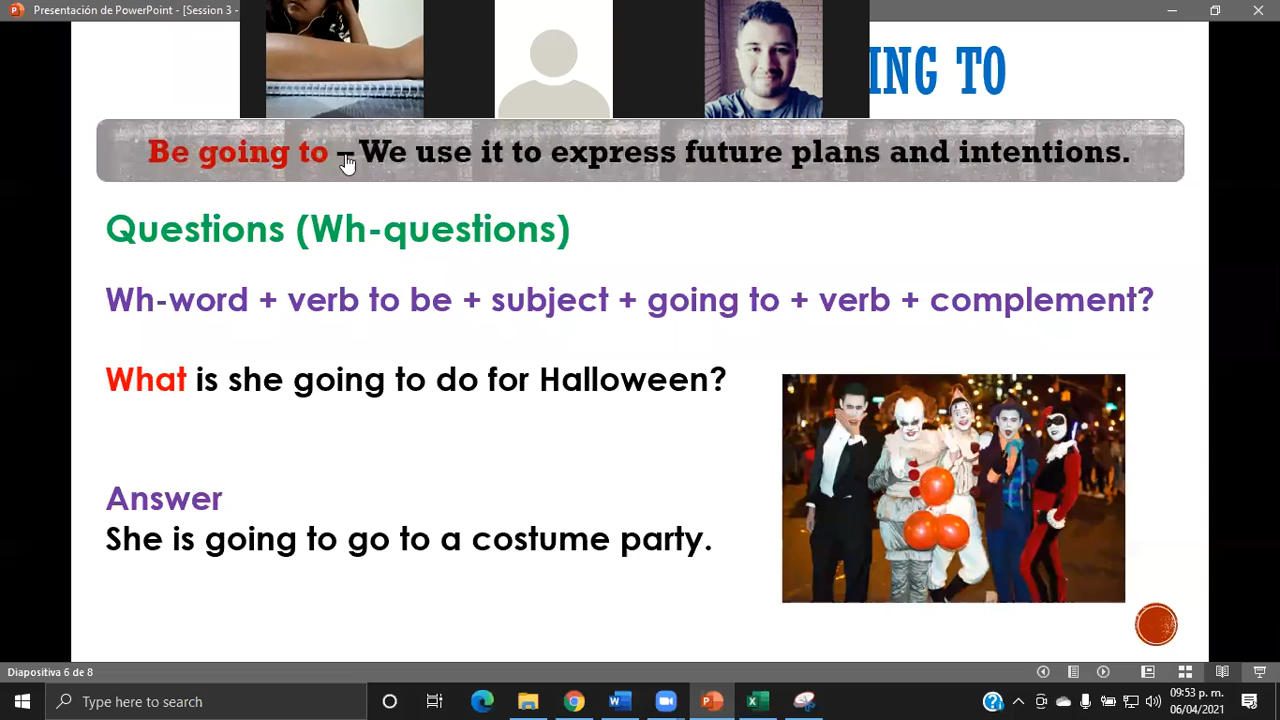 Presentación de PowerPoint - [Session 3 -
ING TO
Be going to – We use it to express future plans and intentions.
Questions (Wh-questions)
Wh-word + verb to be + subject + going to + verb + complement?
What is she going to do for Halloween?
Answer
She is going to go to a costume party.
Diapositiva 6 de 8
Type here to search
09:53 p. m.
06/04/2021